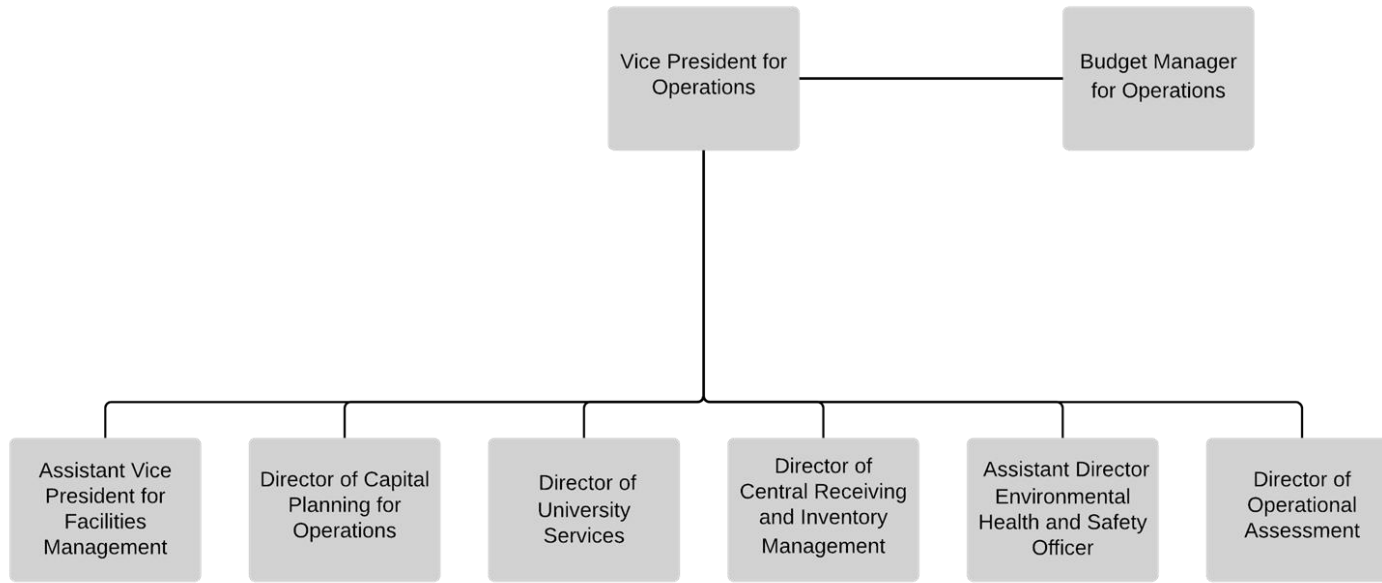 Vice President for
Operations
Budget Manager
for Operations
Assistant Vice
President for
Facilities
Management
Director of Capital
Planning for
Operations
Director of
University
Services
Director of
Central Receiving
and Inventory
Management
Assistant Director
Environmental
Health and Safety
Officer
Director of
Operational
Assessment